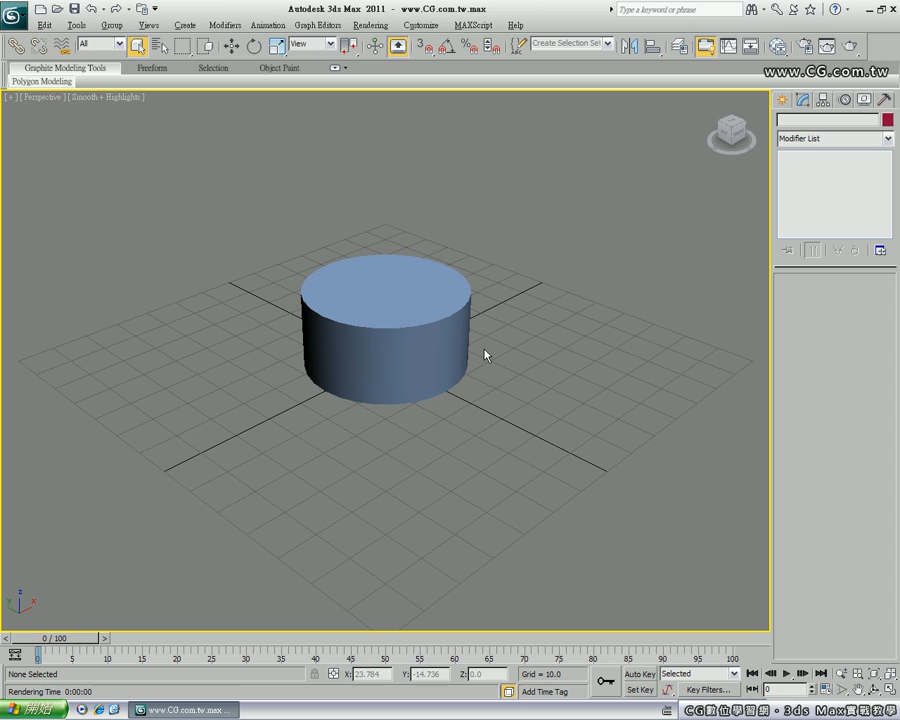 Autodesk 3ds Max 2011 - www.CG.com.tw.max
Type a keyword or phrase
Edit Tools Group Views Create Modifiers Animation Graph Editors Rendering Customize MAXScript Help
All View 3 Create Selection Set
Graphite Modeling Tools Freeform Selection Object Paint
www.CG.com.tw
Polygon Modeling
[ + ] [ Perspective ] [ Smooth + Highlights ]
Modifier List
z
y x
< 0 / 100 >
0 5 10 15 20 25 30 35 40 45 50 55 60 65 70 75 80 85 90 95 100
None Selected X: 23.784 Y: -14.736 Z: 0.0 Grid = 10.0 Auto Key Selected
Rendering Time 0:00:00 Add Time Tag Set Key Key Filters... 0
開始 www.CG.com.tw.max ... CG數位學習網·3ds Max實戰教學